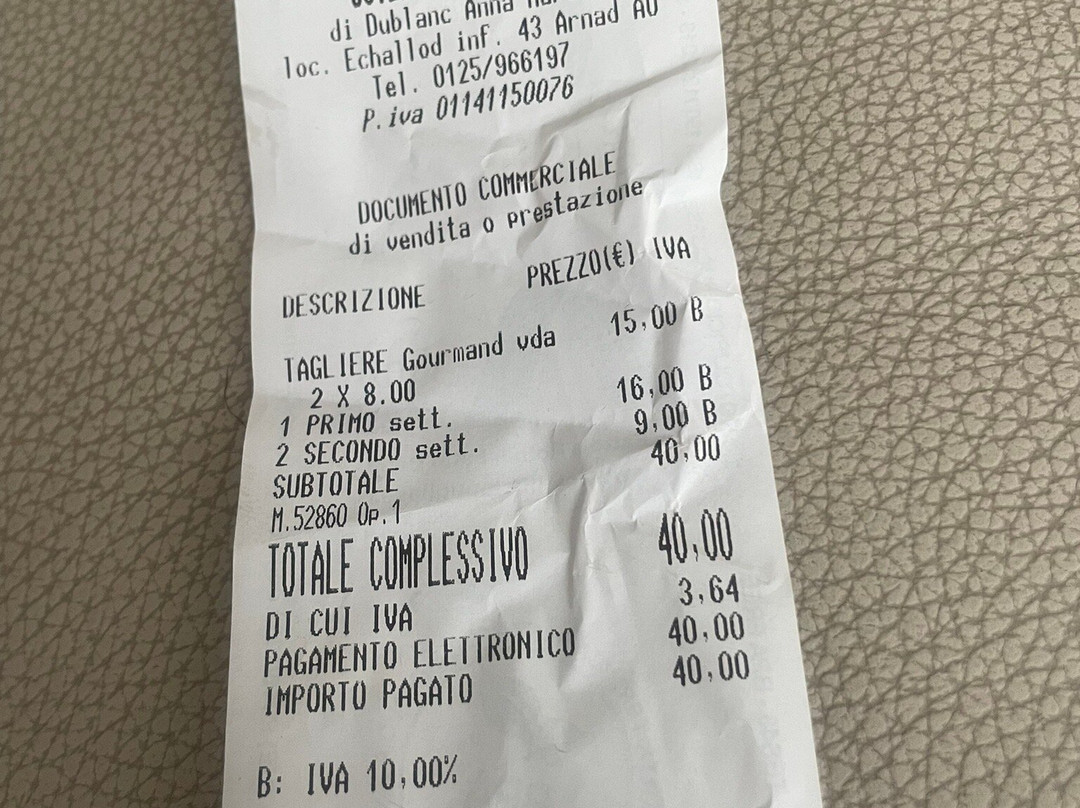 di Dublanc Anna
loc. Echallod inf. 43 Arnad AO
Tel. 0125/966197
P.iva 01141150076
DOCUMENTO COMMERCIALE
di vendita o prestazione
DESCRIZIONE PREZZO(€) IVA
TAGLIERE Gourmand vda 15,00 B
2 X 8.00
1 PRIMO sett. 16,00 B
2 SECONDO sett. 9,00 B
SUBTOTALE 40,00
M.52860 Op.1
TOTALE COMPLESSIVO 40,00
DI CUI IVA 3,64
PAGAMENTO ELETTRONICO 40,00
IMPORTO PAGATO 40,00
B: IVA 10,00%